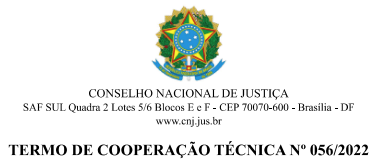 CONSELHO NACIONAL DE JUSTIÇA
SAF SUL Quadra 2 Lotes 5/6 Blocos E e F - CEP 70070-600 - Brasília - DF
www.cnj.jus.br
TERMO DE COOPERAÇÃO TÉCNICA Nº 056/2022